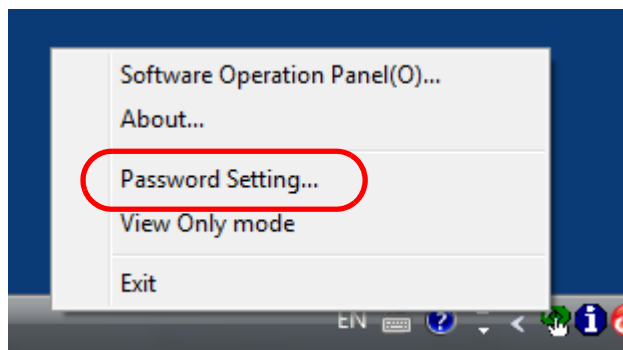 Software Operation Panel(O)...
About...
Password Setting...
View Only mode
Exit
EN ? < i